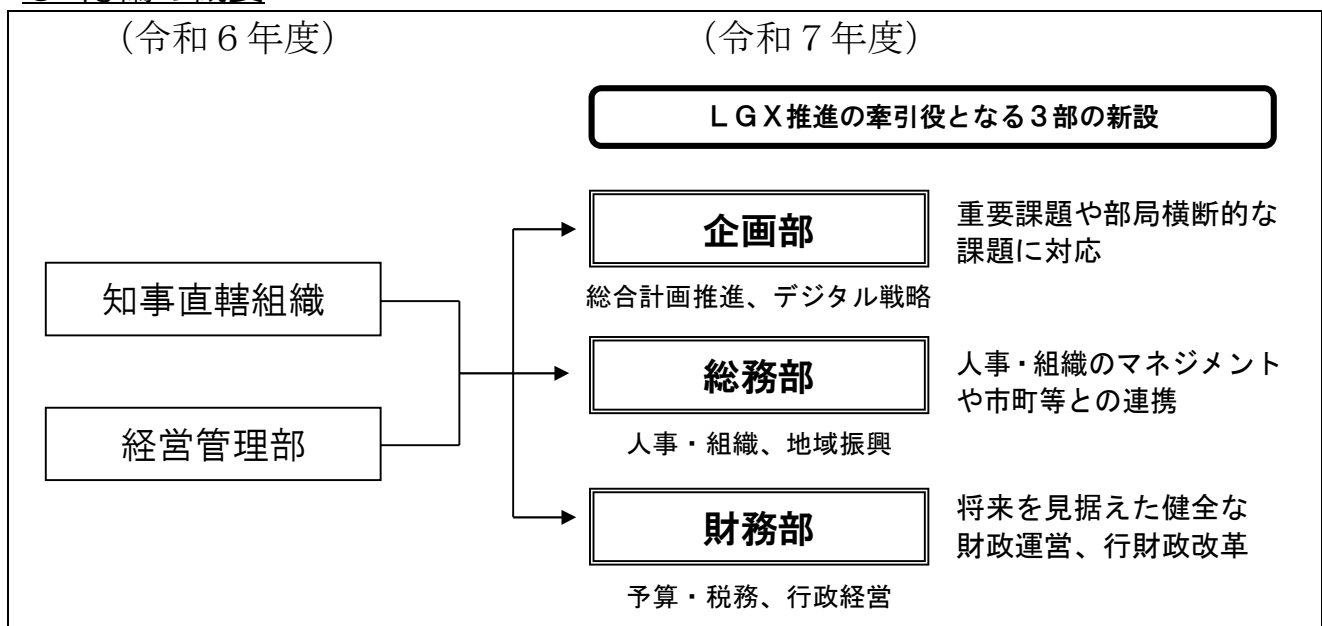 （令和６年度）
（令和７年度）
ＬＧＸ推進の牽引役となる３部の新設
知事直轄組織
経営管理部
企画部
総合計画推進、デジタル戦略
重要課題や部局横断的な
課題に対応
総務部
人事・組織、地域振興
人事・組織のマネジメント
や市町等との連携
財務部
予算・税務、行政経営
将来を見据えた健全な
財政運営、行財政改革